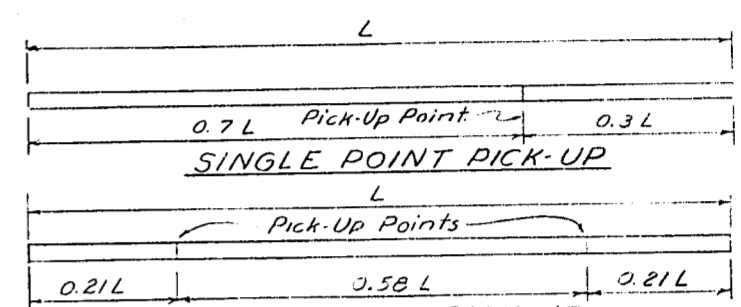 L
0.7 L Pick-Up Point 0.3 L
SINGLE POINT PICK-UP
L
Pick-Up Points
0.21 L 0.58 L 0.21 L